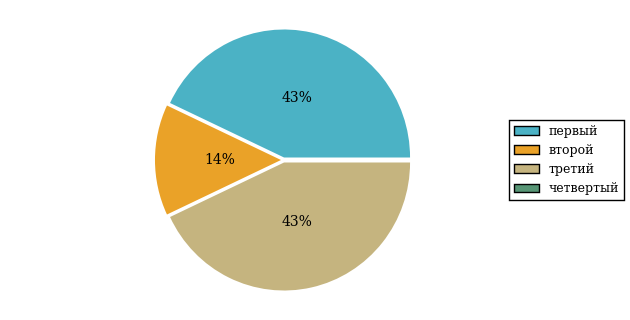 43%
14%
43%
первый
второй
третий
четвертый